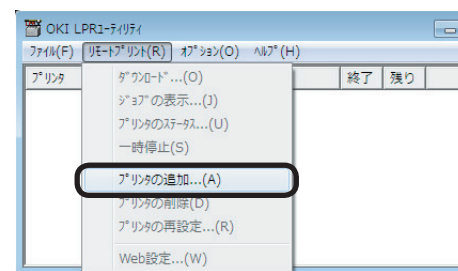 OKI LPRﾕｰﾃｨﾘﾃｨ
ﾌｧｲﾙ(F) ﾘﾓｰﾄﾌﾟﾘﾝﾄ(R) ｵﾌﾟｼｮﾝ(O) ﾍﾙﾌﾟ(H)
ﾌﾟﾘﾝﾀ 終了 残り
ﾀﾞｳﾝﾛｰﾄﾞ...(O)
ｼﾞｮﾌﾞの表示...(J)
ﾌﾟﾘﾝﾀのｽﾃｰﾀｽ...(U)
一時停止(S)
ﾌﾟﾘﾝﾀの追加...(A)
ﾌﾟﾘﾝﾀの削除(D)
ﾌﾟﾘﾝﾀの再設定...(R)
Web設定...(W)